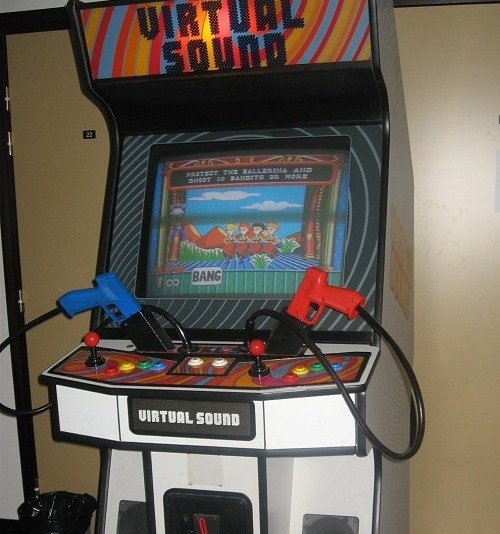 VIRTUAL
SOUND
22
PROTECT THE BALLERINA AND
SHOOT 10 BANDITS OR MORE
BANG
VIRTUAL SOUND